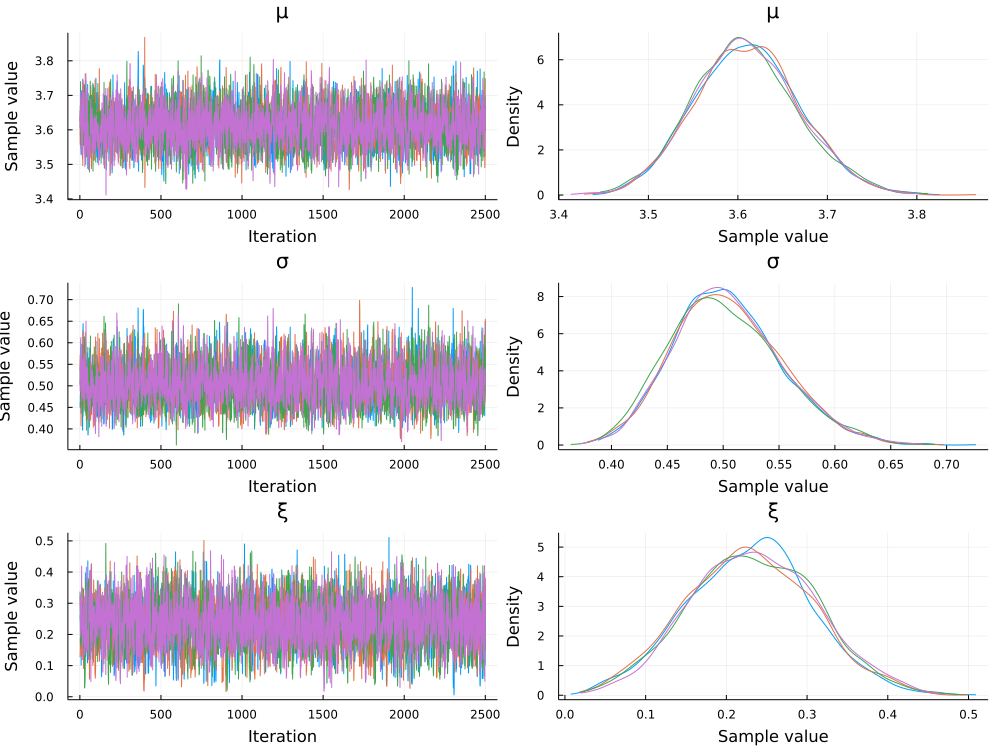 μ
μ
Sample value
3.8
3.7
3.6
3.5
3.4
0 500 1000 1500 2000 2500
Iteration
Density
6
4
2
0
3.4 3.5 3.6 3.7 3.8
Sample value
σ
σ
Sample value
0.70
0.65
0.60
0.55
0.50
0.45
0.40
0 500 1000 1500 2000 2500
Iteration
Density
8
6
4
2
0
0.40 0.45 0.50 0.55 0.60 0.65 0.70
Sample value
ξ
ξ
Sample value
0.5
0.4
0.3
0.2
0.1
0.0
0 500 1000 1500 2000 2500
Iteration
Density
5
4
3
2
1
0
0.0 0.1 0.2 0.3 0.4 0.5
Sample value